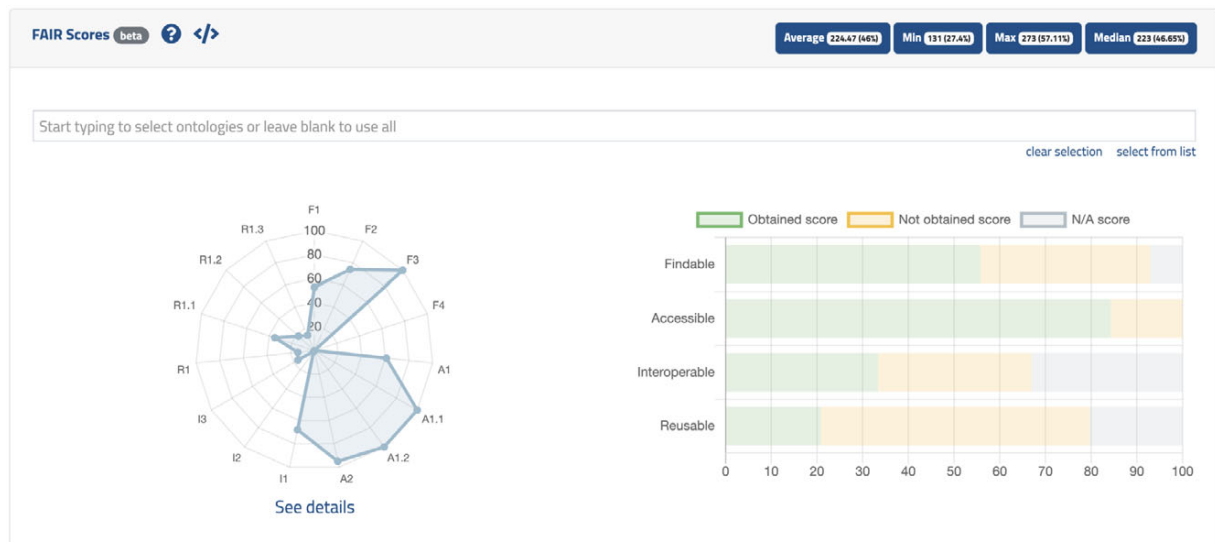 FAIR Scores beta ? </>
Average 224.47 (46%) Min 131 (27.4%) Max 273 (57.11%) Median 223 (46.65%)
Start typing to select ontologies or leave blank to use all
clear selection select from list
F1
F2
F3
F4
A1
A1.1
A1.2
A2
I1
I2
I3
R1
R1.1
R1.2
R1.3
100
80
60
40
20
See details
Obtained score Not obtained score N/A score
Findable
Accessible
Interoperable
Reusable
0 10 20 30 40 50 60 70 80 90 100